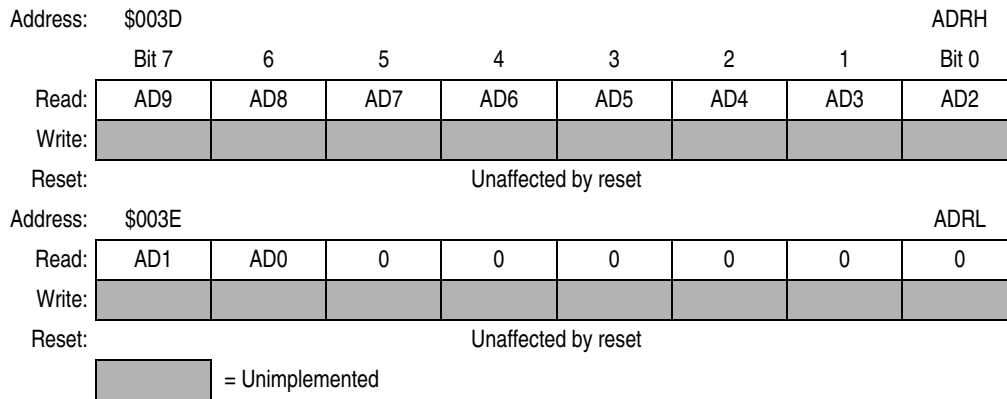 Address: $003D ADRH
Bit 7 6 5 4 3 2 1 Bit 0
Read: AD9 AD8 AD7 AD6 AD5 AD4 AD3 AD2
Write:
Reset: Unaffected by reset
Address: $003E ADRL
Read: AD1 AD0 0 0 0 0 0 0
Write:
Reset: Unaffected by reset
= Unimplemented